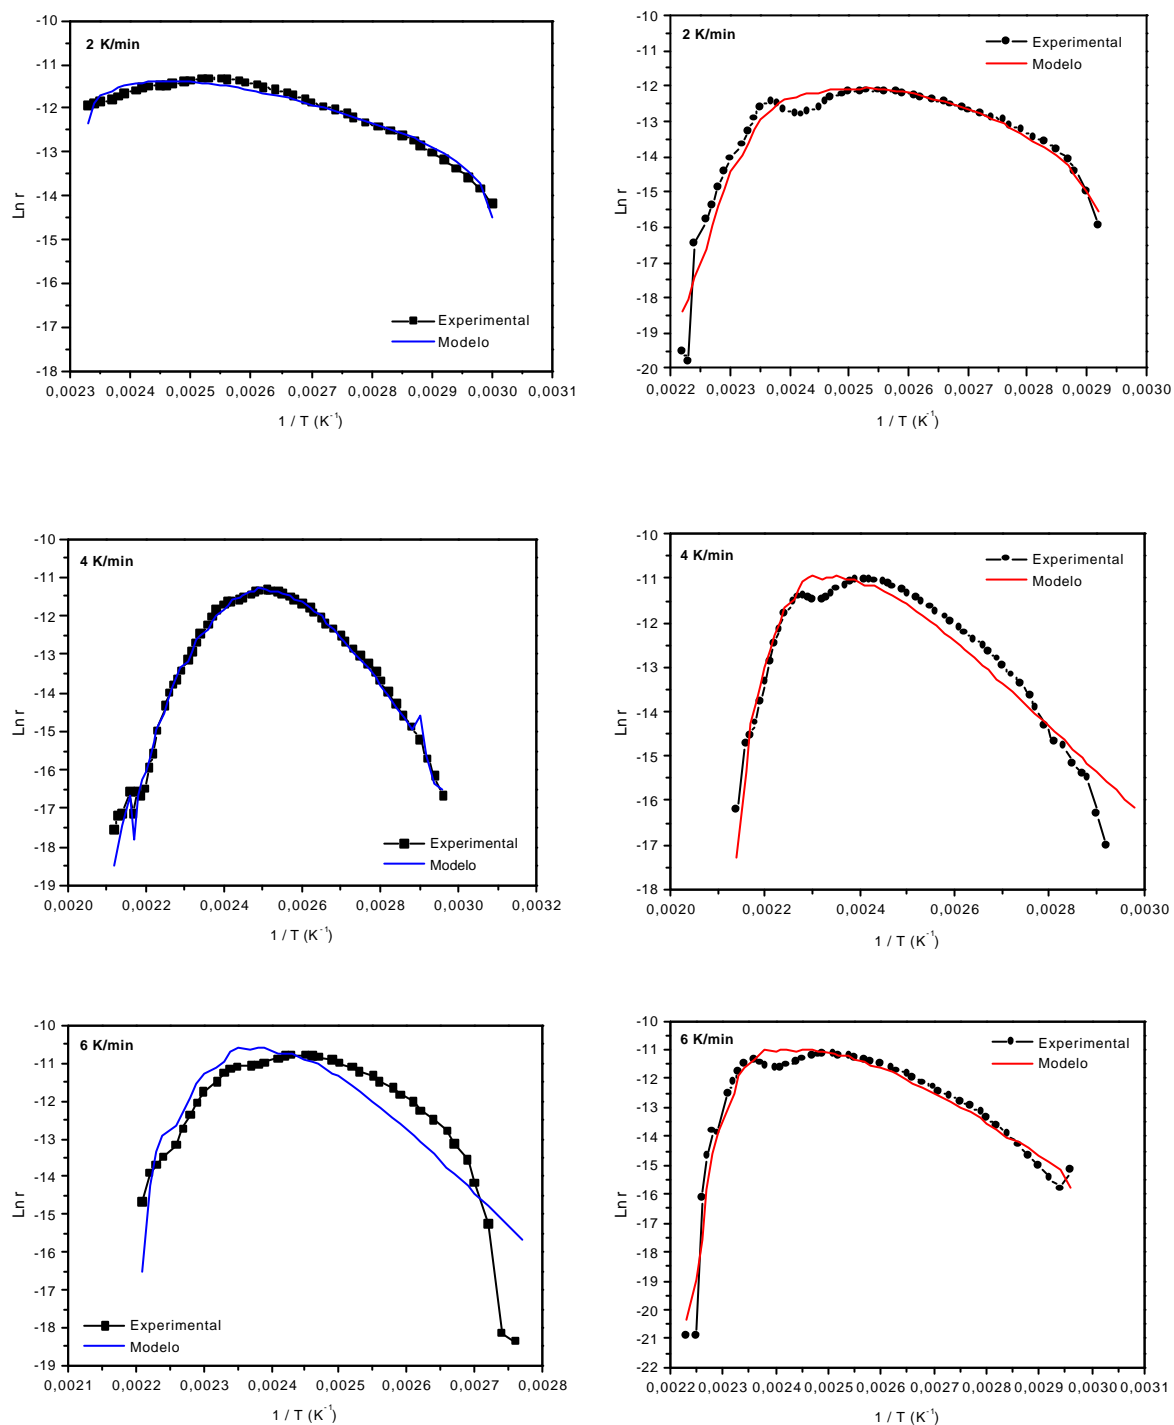 2 K/min
Ln r
-10
-11
-12
-13
-14
-15
-16
-17
-18
Experimental
Modelo
0,0023 0,0024 0,0025 0,0026 0,0027 0,0028 0,0029 0,0030 0,0031
1 / T (K⁻¹)
2 K/min
Ln r
-10
-11
-12
-13
-14
-15
-16
-17
-18
-19
-20
Experimental
Modelo
0,0022 0,0023 0,0024 0,0025 0,0026 0,0027 0,0028 0,0029 0,0030
1 / T (K⁻¹)
4 K/min
Ln r
-10
-11
-12
-13
-14
-15
-16
-17
-18
-19
Experimental
Modelo
0,0020 0,0022 0,0024 0,0026 0,0028 0,0030 0,0032
1 / T (K⁻¹)
4 K/min
Ln r
-10
-11
-12
-13
-14
-15
-16
-17
-18
Experimental
Modelo
0,0020 0,0022 0,0024 0,0026 0,0028 0,0030
1 / T (K⁻¹)
6 K/min
Ln r
-10
-11
-12
-13
-14
-15
-16
-17
-18
-19
Experimental
Modelo
0,0021 0,0022 0,0023 0,0024 0,0025 0,0026 0,0027 0,0028
1 / T (K⁻¹)
6 K/min
Ln r
-10
-11
-12
-13
-14
-15
-16
-17
-18
-19
-20
-21
-22
Experimental
Modelo
0,0022 0,0023 0,0024 0,0025 0,0026 0,0027 0,0028 0,0029 0,0030 0,0031
1 / T (K⁻¹)